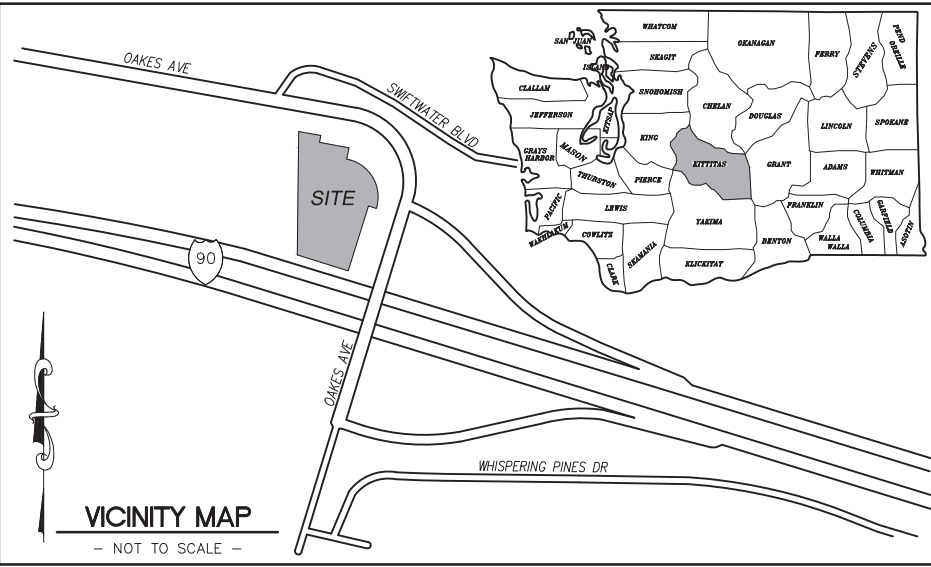 OAKES AVE
SWIFTWATER BLVD
SITE
90
OAKES AVE
WHISPERING PINES DR
VICINITY MAP
– NOT TO SCALE –
WHATCOM
SAN JUAN
SKAGIT
ISLAND
OKANAGAN
FERRY
STEVENS
PEND
OREILLE
CLALLAM
SNOHOMISH
CHELAN
JEFFERSON
KITSAP
DOUGLAS
LINCOLN
SPOKANE
GRAYS
HARBOR
MASON
KING
KITTITAS
GRANT
ADAMS
WHITMAN
THURSTON
PIERCE
PACIFIC
LEWIS
YAKIMA
FRANKLIN
WAHKIAKUM
COWLITZ
SKAMANIA
BENTON
WALLA
WALLA
COLUMBIA
GARFIELD
ASOTIN
CLARK
KLICKITAT